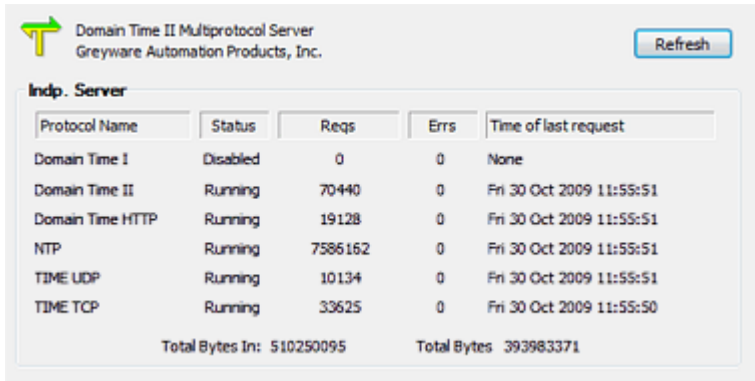 Domain Time II Multiprotocol Server
Greyware Automation Products, Inc.
Refresh
Indp. Server
Protocol Name Status Reqs Errs Time of last request
Domain Time I Disabled 0 0 None
Domain Time II Running 70440 0 Fri 30 Oct 2009 11:55:51
Domain Time HTTP Running 19128 0 Fri 30 Oct 2009 11:55:51
NTP Running 7586162 0 Fri 30 Oct 2009 11:55:51
TIME UDP Running 10134 0 Fri 30 Oct 2009 11:55:51
TIME TCP Running 33625 0 Fri 30 Oct 2009 11:55:50
Total Bytes In: 510250095 Total Bytes 393983371